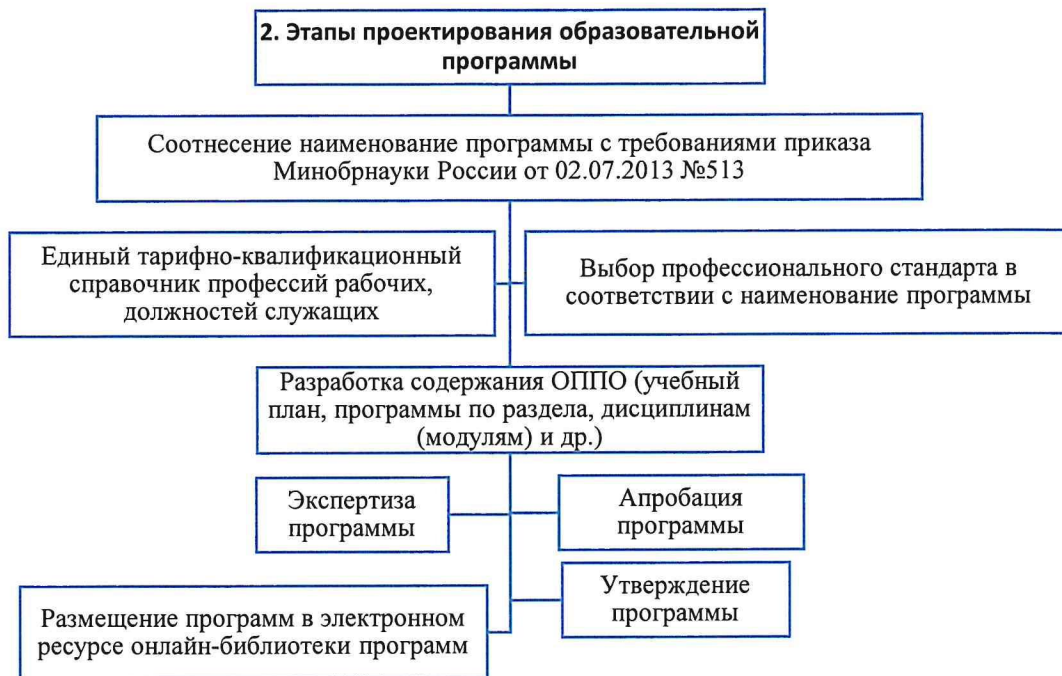 2. Этапы проектирования образовательной
программы
Соотнесение наименование программы с требованиями приказа
Минобрнауки России от 02.07.2013 №513
Единый тарифно-квалификационный
справочник профессий рабочих,
должностей служащих
Выбор профессионального стандарта в
соответствии с наименование программы
Разработка содержания ОППО (учебный
план, программы по раздела, дисциплинам
(модулям) и др.)
Экспертиза
программы
Апробация
программы
Утверждение
программы
Размещение программ в электронном
ресурсе онлайн-библиотеки программ